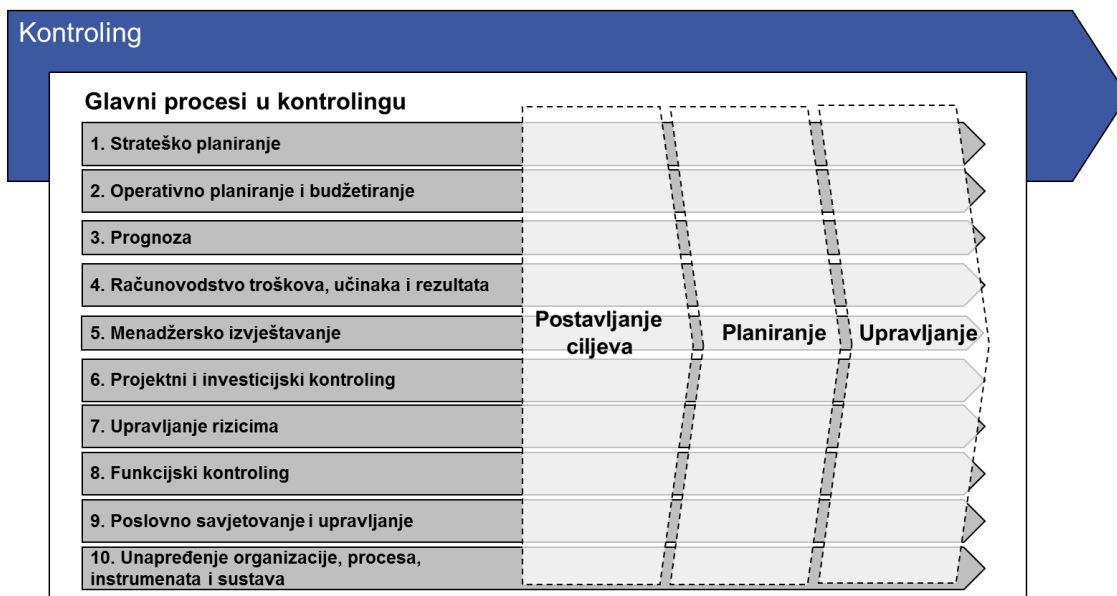 Kontroling
Glavni procesi u kontrolingu
1. Strateško planiranje
2. Operativno planiranje i budžetiranje
3. Prognoza
4. Računovodstvo troškova, učinaka i rezultata
5. Menadžersko izvještavanje
6. Projektni i investicijski kontroling
7. Upravljanje rizicima
8. Funkcijski kontroling
9. Poslovno savjetovanje i upravljanje
10. Unapređenje organizacije, procesa,
instrumenata i sustava
Postavljanje
ciljeva
Planiranje
Upravljanje